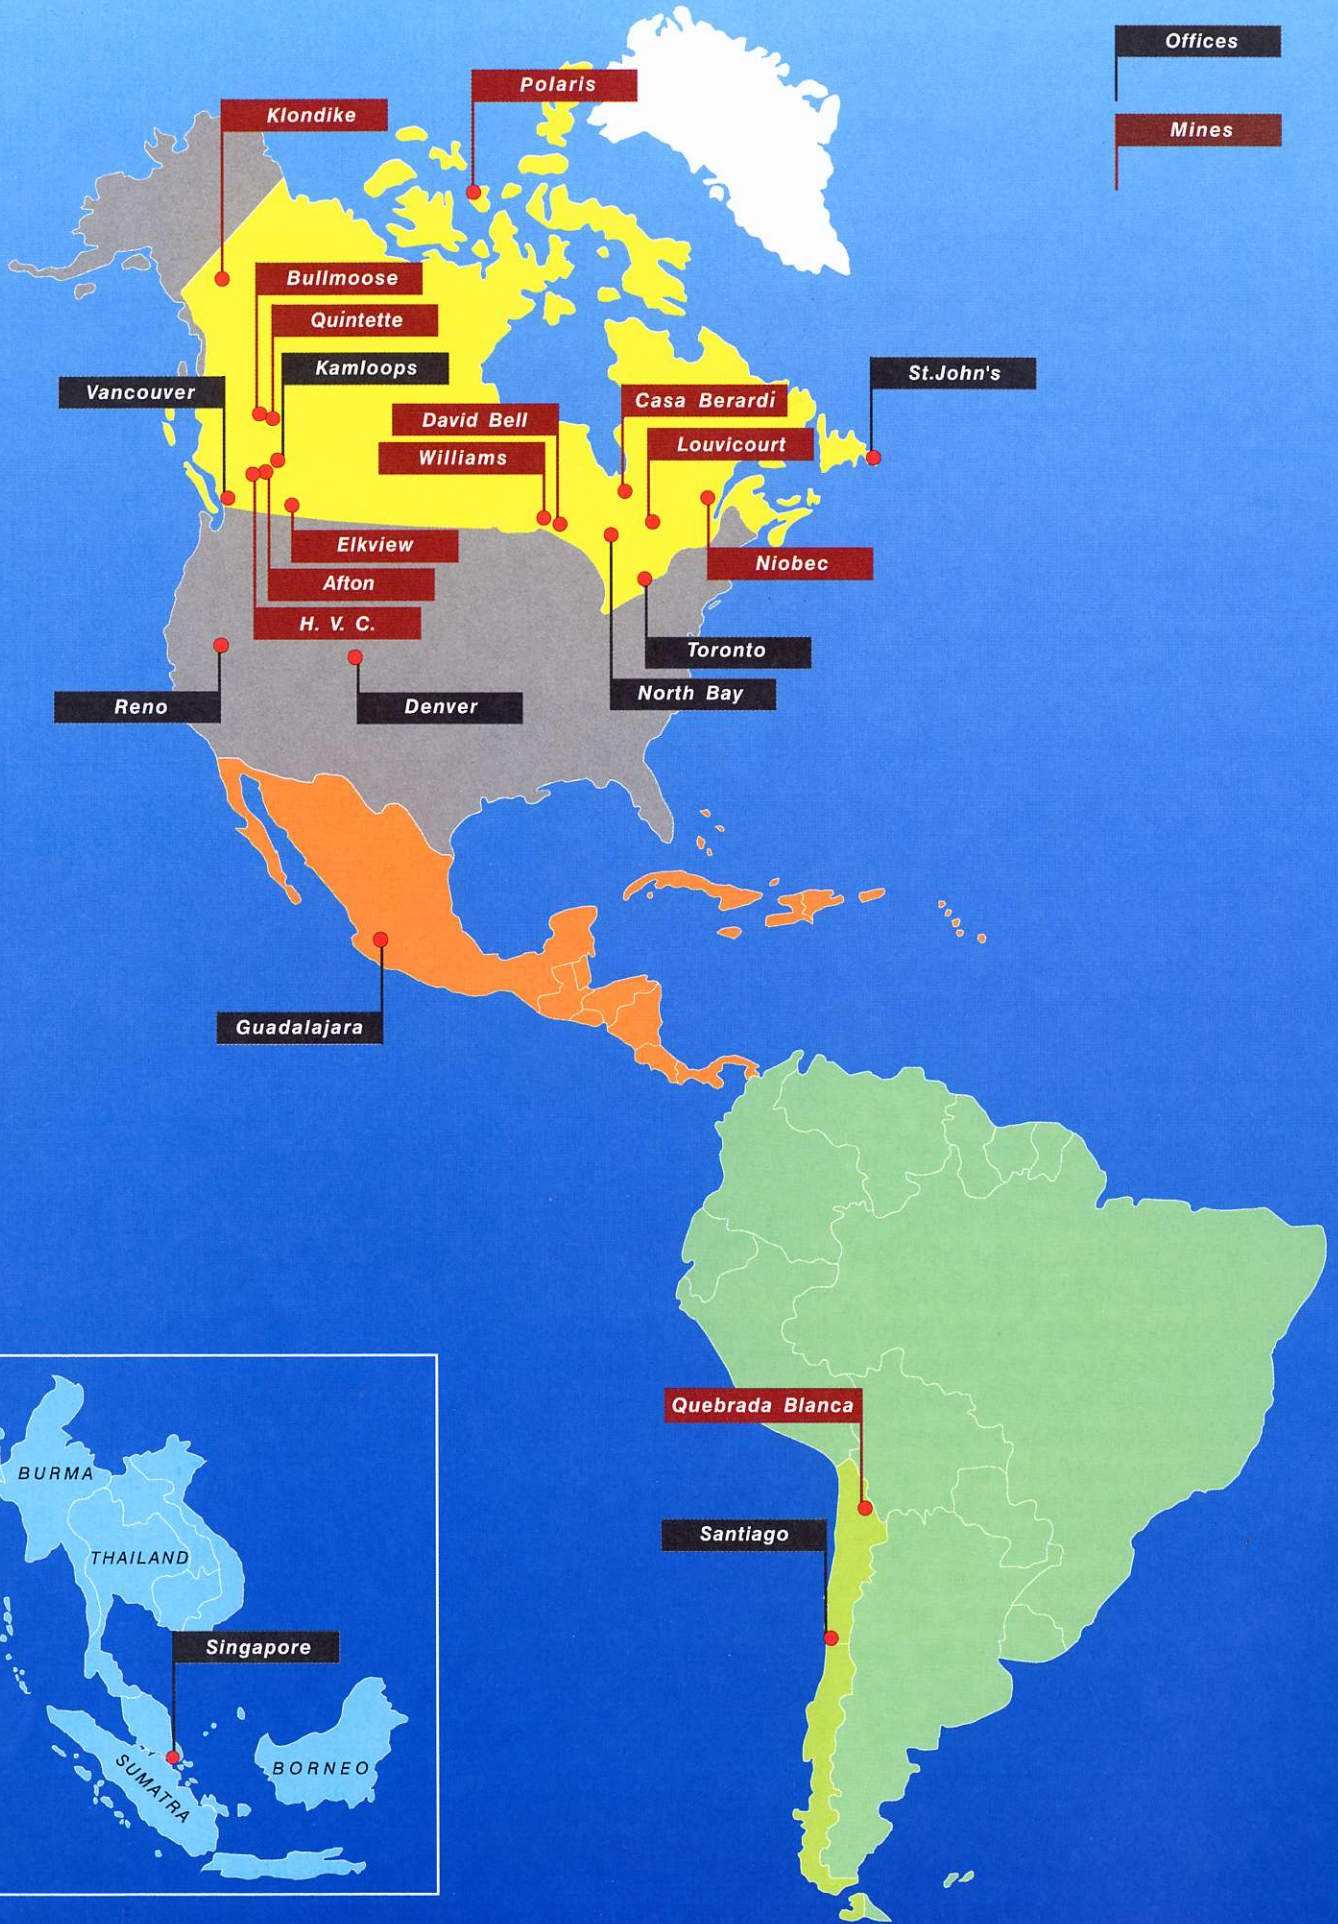 Offices
Polaris
Klondike
Mines
Bullmoose
Quintette
Kamloops
St.John's
Vancouver
Casa Berardi
David Bell
Louvicourt
Williams
Elkview
Niobec
Afton
H. V. C.
Toronto
North Bay
Reno
Denver
Guadalajara
Quebrada Blanca
BURMA
Santiago
THAILAND
Singapore
BORNEO
SUMATRA